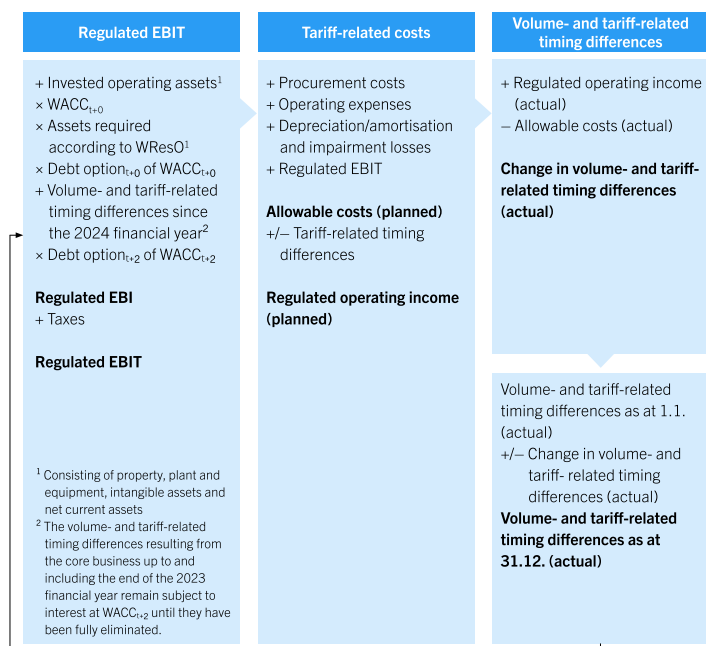 Regulated EBIT
+ Invested operating assets¹
× WACCt+0
× Assets required
according to WResO¹
× Debt optiont+0 of WACCt+0
+ Volume- and tariff-related
timing differences since
the 2024 financial year²
× Debt optiont+2 of WACCt+2
Regulated EBI
+ Taxes
Regulated EBIT
¹ Consisting of property, plant and
equipment, intangible assets and
net current assets
² The volume- and tariff-related
timing differences resulting from
the core business up to and
including the end of the 2023
financial year remain subject to
interest at WACCt+2 until they have
been fully eliminated.
Tariff-related costs
+ Procurement costs
+ Operating expenses
+ Depreciation/amortisation
and impairment losses
+ Regulated EBIT
Allowable costs (planned)
+/– Tariff-related timing
differences
Regulated operating income
(planned)
Volume- and tariff-related
timing differences
+ Regulated operating income
(actual)
– Allowable costs (actual)
Change in volume- and tariff-
related timing differences
(actual)
Volume- and tariff-related
timing differences as at 1.1.
(actual)
+/– Change in volume- and
tariff- related timing
differences (actual)
Volume- and tariff-related
timing differences as at
31.12. (actual)